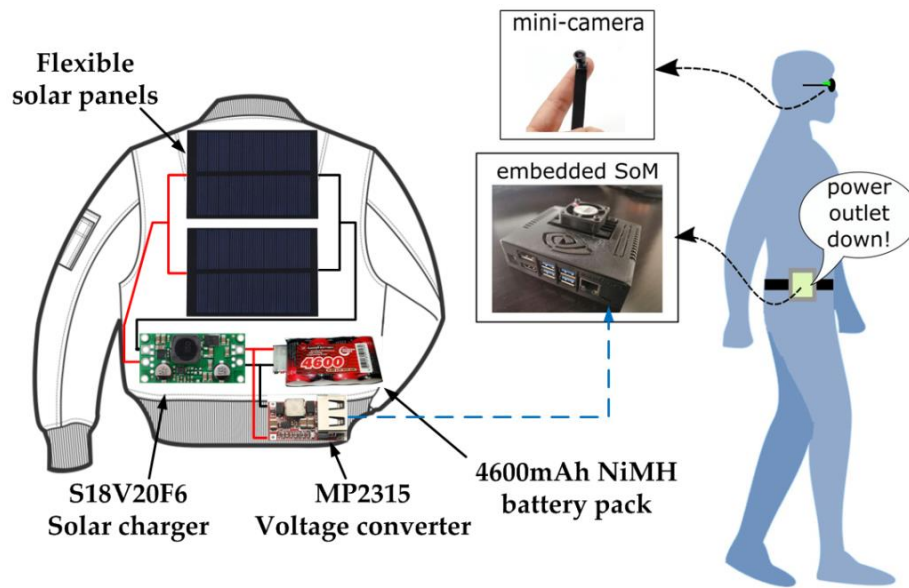 mini-camera
Flexible
solar panels
embedded SoM
power
outlet
down!
4600
S18V20F6
Solar charger
MP2315
Voltage converter
4600mAh NiMH
battery pack